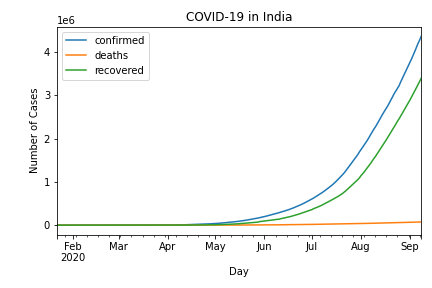 COVID-19 in India
1e6
confirmed
deaths
recovered
4
3
2
1
0
Number of Cases
Feb Mar Apr May Jun Jul Aug Sep
2020
Day